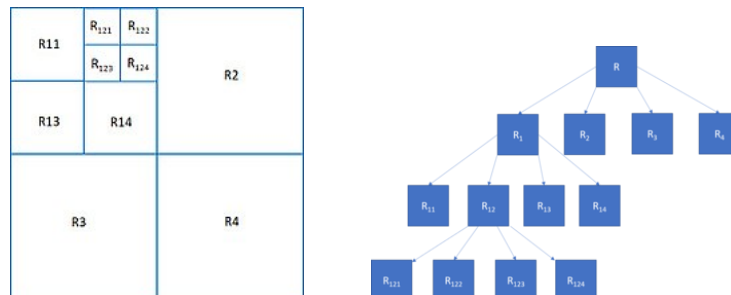 R11 R₁₂₁ R₁₂₂
R₁₂₃ R₁₂₄
R2
R13 R14
R3 R4
R
R₁ R₂ R₃ R₄
R₁₁ R₁₂ R₁₃ R₁₄
R₁₂₁ R₁₂₂ R₁₂₃ R₁₂₄